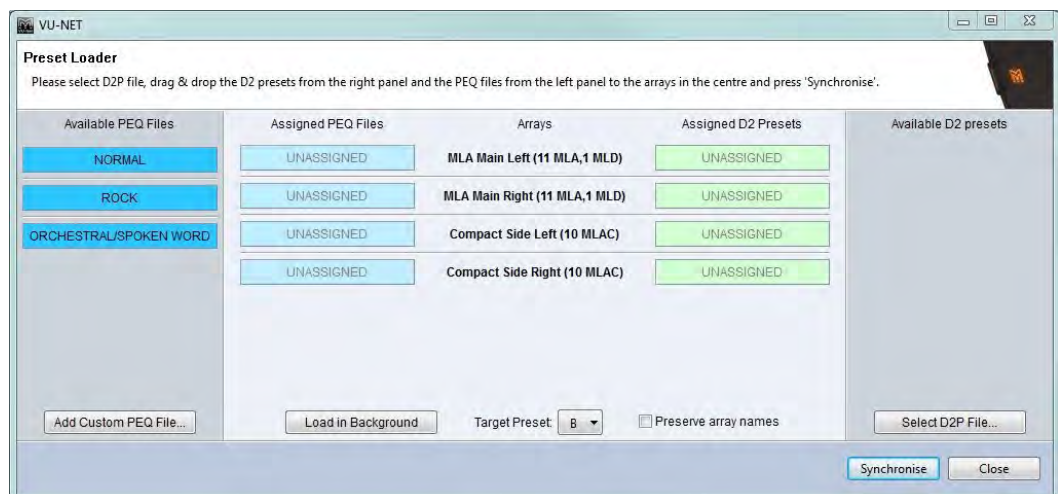 VU-NET
Preset Loader
Please select D2P file, drag & drop the D2 presets from the right panel and the PEQ files from the left panel to the arrays in the centre and press 'Synchronise'.
Available PEQ Files
Assigned PEQ Files
Arrays
Assigned D2 Presets
Available D2 presets
NORMAL
UNASSIGNED
MLA Main Left (11 MLA,1 MLD)
UNASSIGNED
ROCK
UNASSIGNED
MLA Main Right (11 MLA,1 MLD)
UNASSIGNED
ORCHESTRAL/SPOKEN WORD
UNASSIGNED
Compact Side Left (10 MLAC)
UNASSIGNED
UNASSIGNED
Compact Side Right (10 MLAC)
UNASSIGNED
Add Custom PEQ File...
Load in Background
Target Preset: B
Preserve array names
Select D2P File...
Synchronise
Close